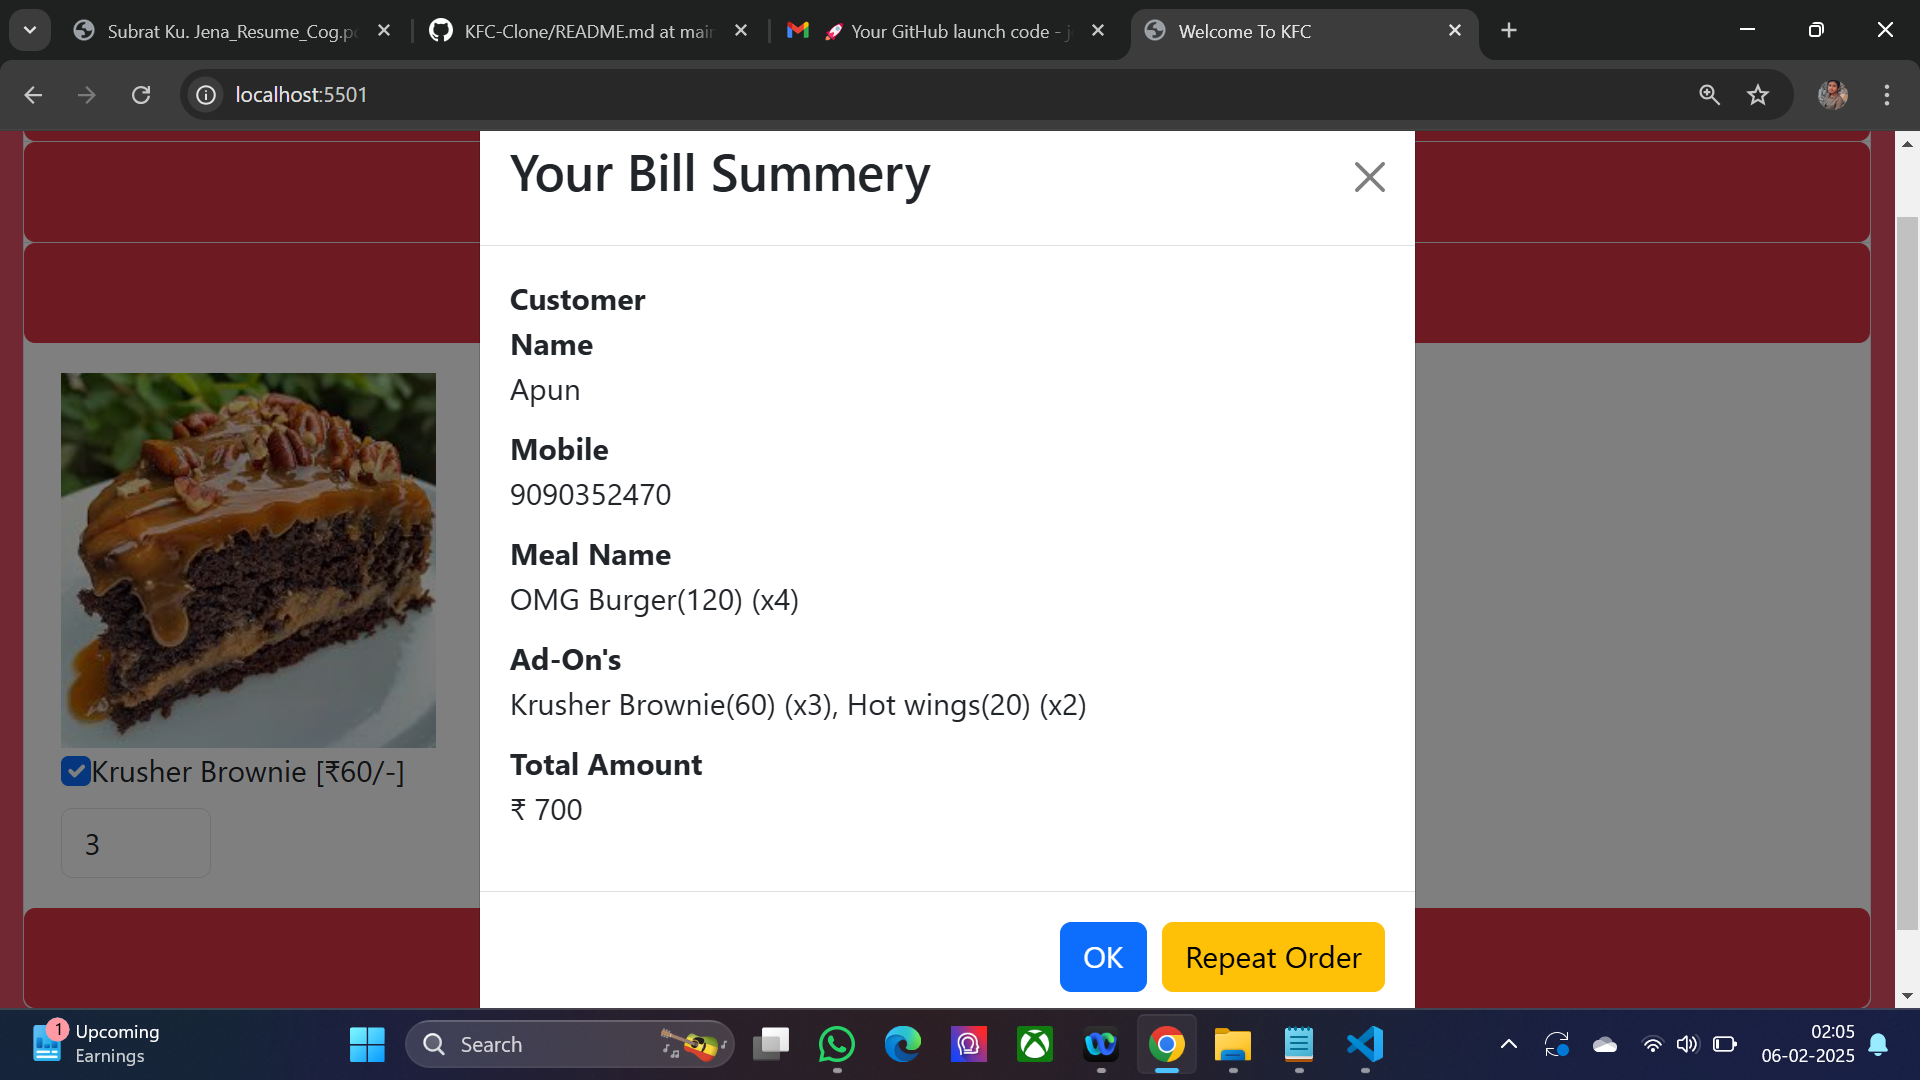 Subrat Ku. Jena_Resume_Cog.p
KFC-Clone/README.md at mai
🚀 Your GitHub launch code - j
Welcome To KFC
localhost:5501
Your Bill Summery
Customer
Name
Apun
Mobile
9090352470
Meal Name
OMG Burger(120) (x4)
Ad-On's
Krusher Brownie(60) (x3), Hot wings(20) (x2)
Total Amount
₹ 700
Krusher Brownie [₹60/-]
3
OK
Repeat Order
1
Upcoming
Earnings
Search
02:05
06-02-2025